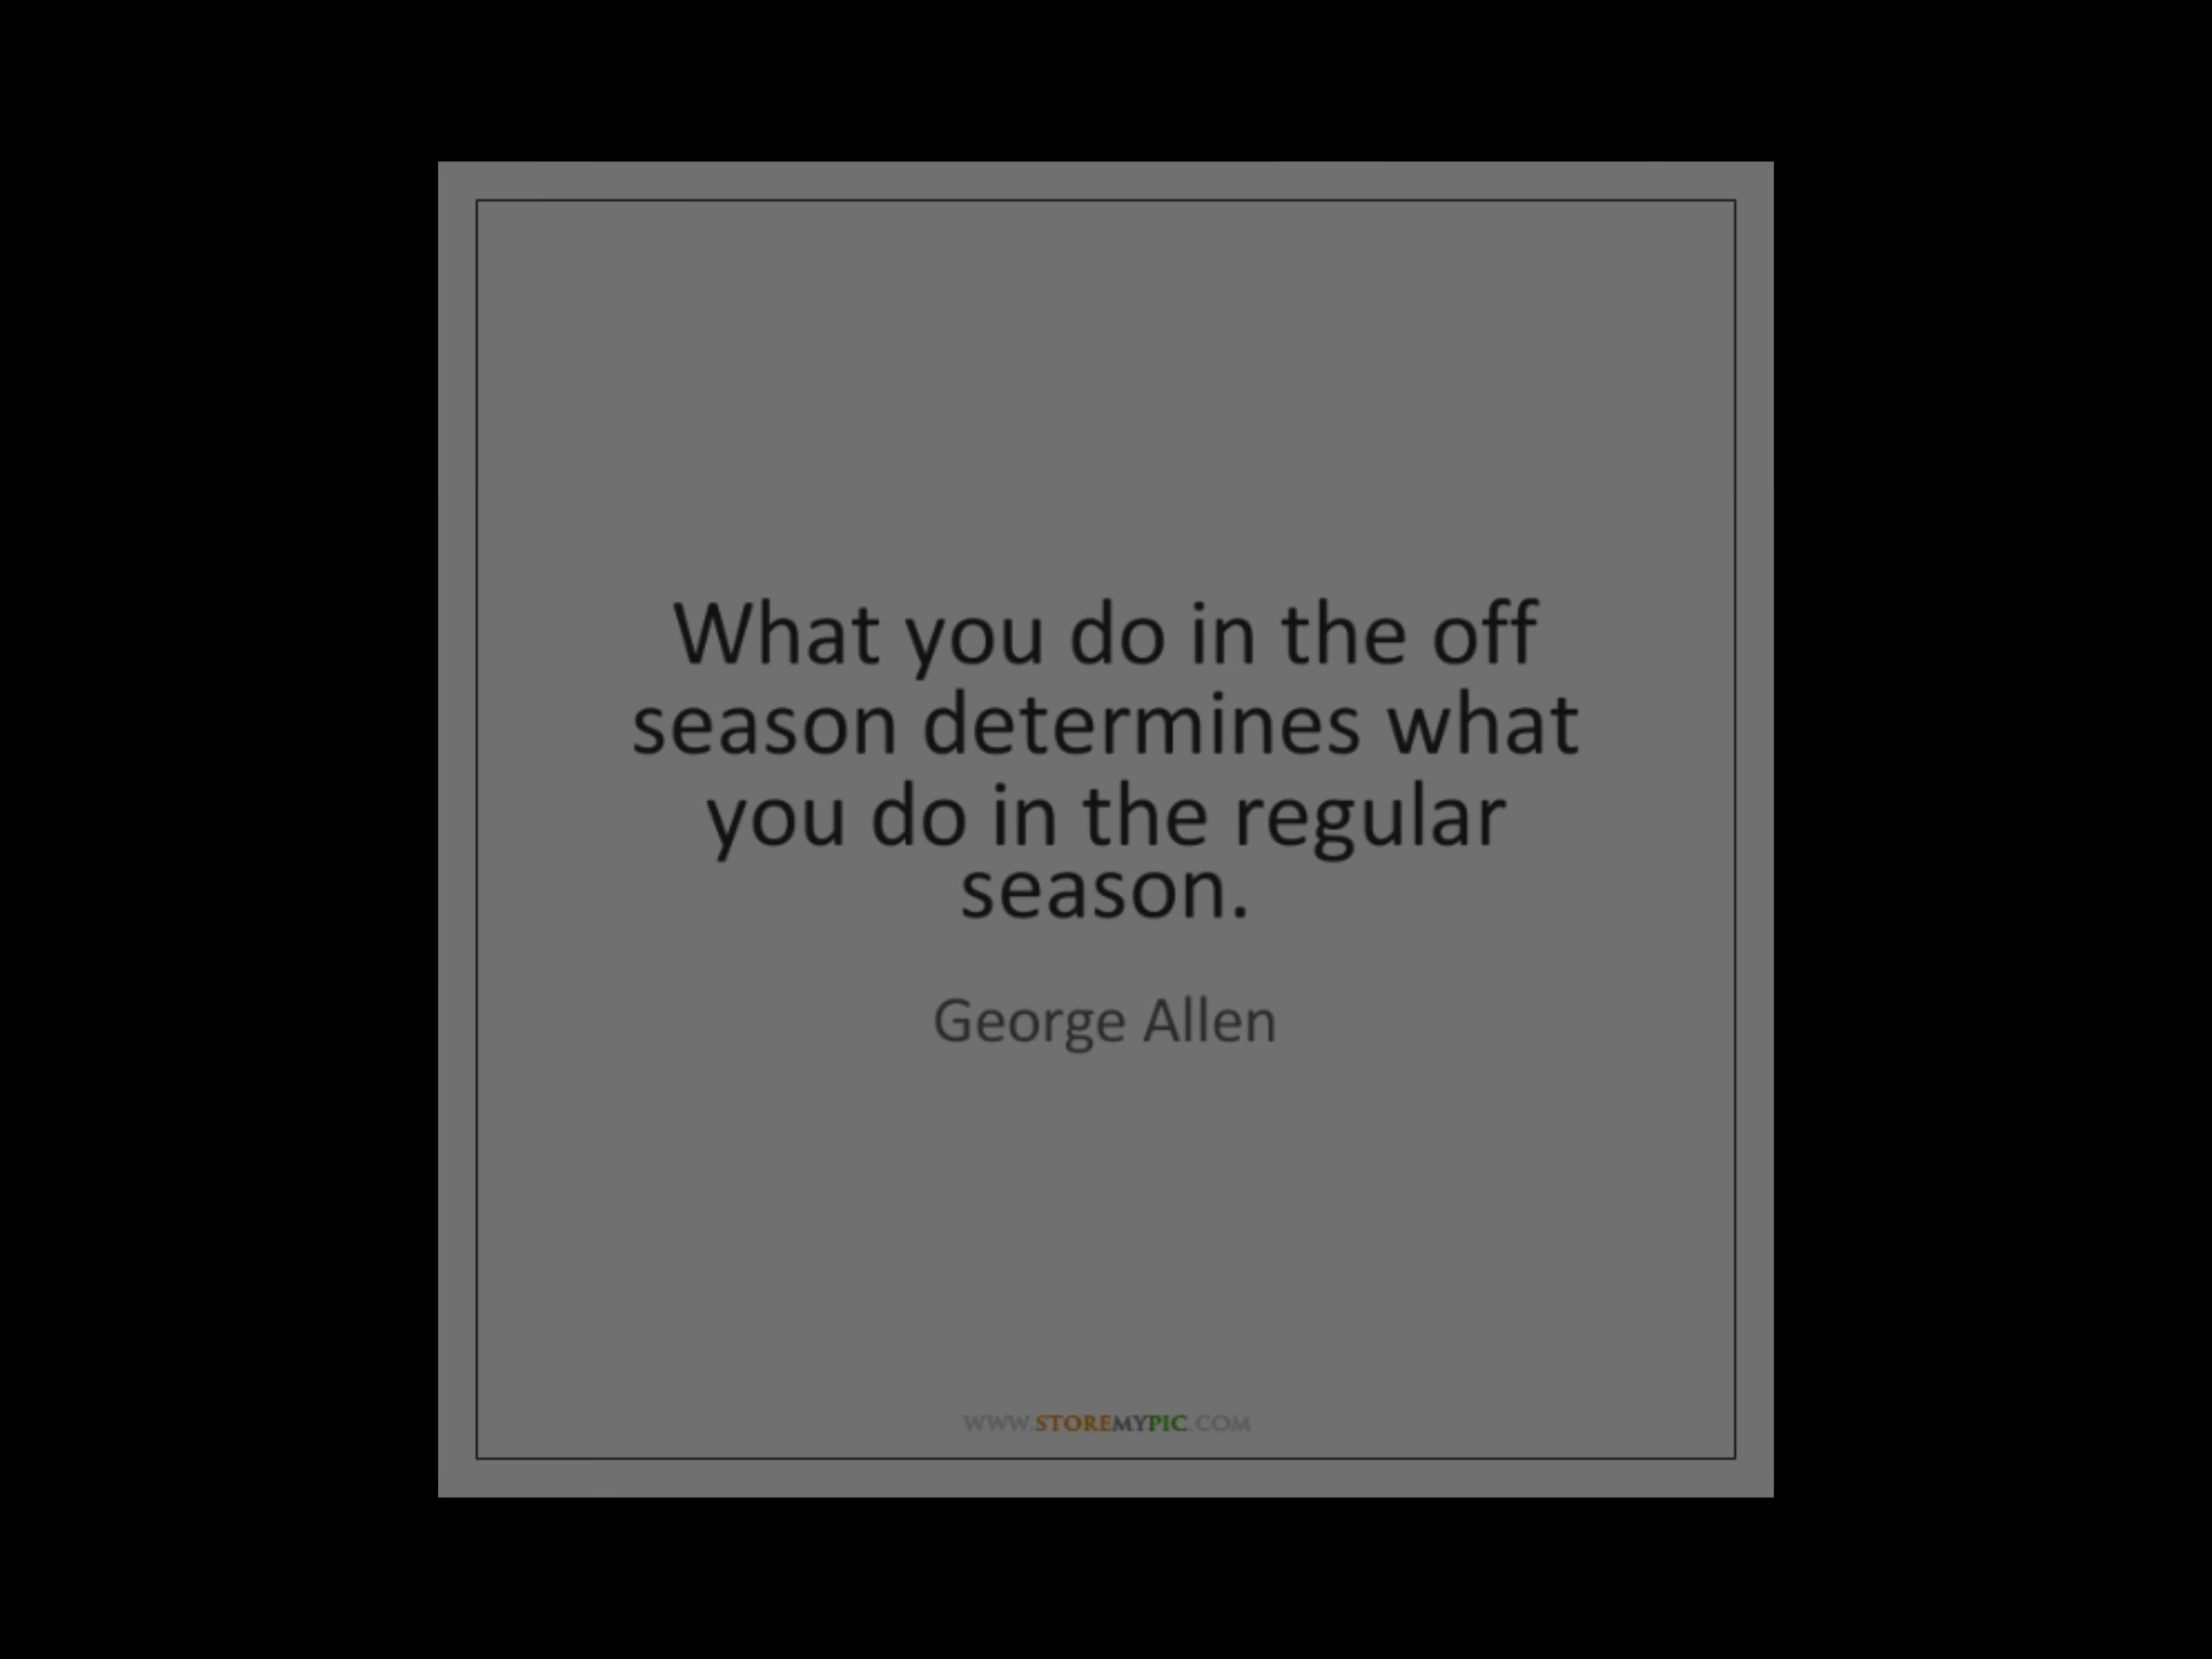 What you do in the off
season determines what
you do in the regular
season.
George Allen
WWW.STOREMYPIC.COM